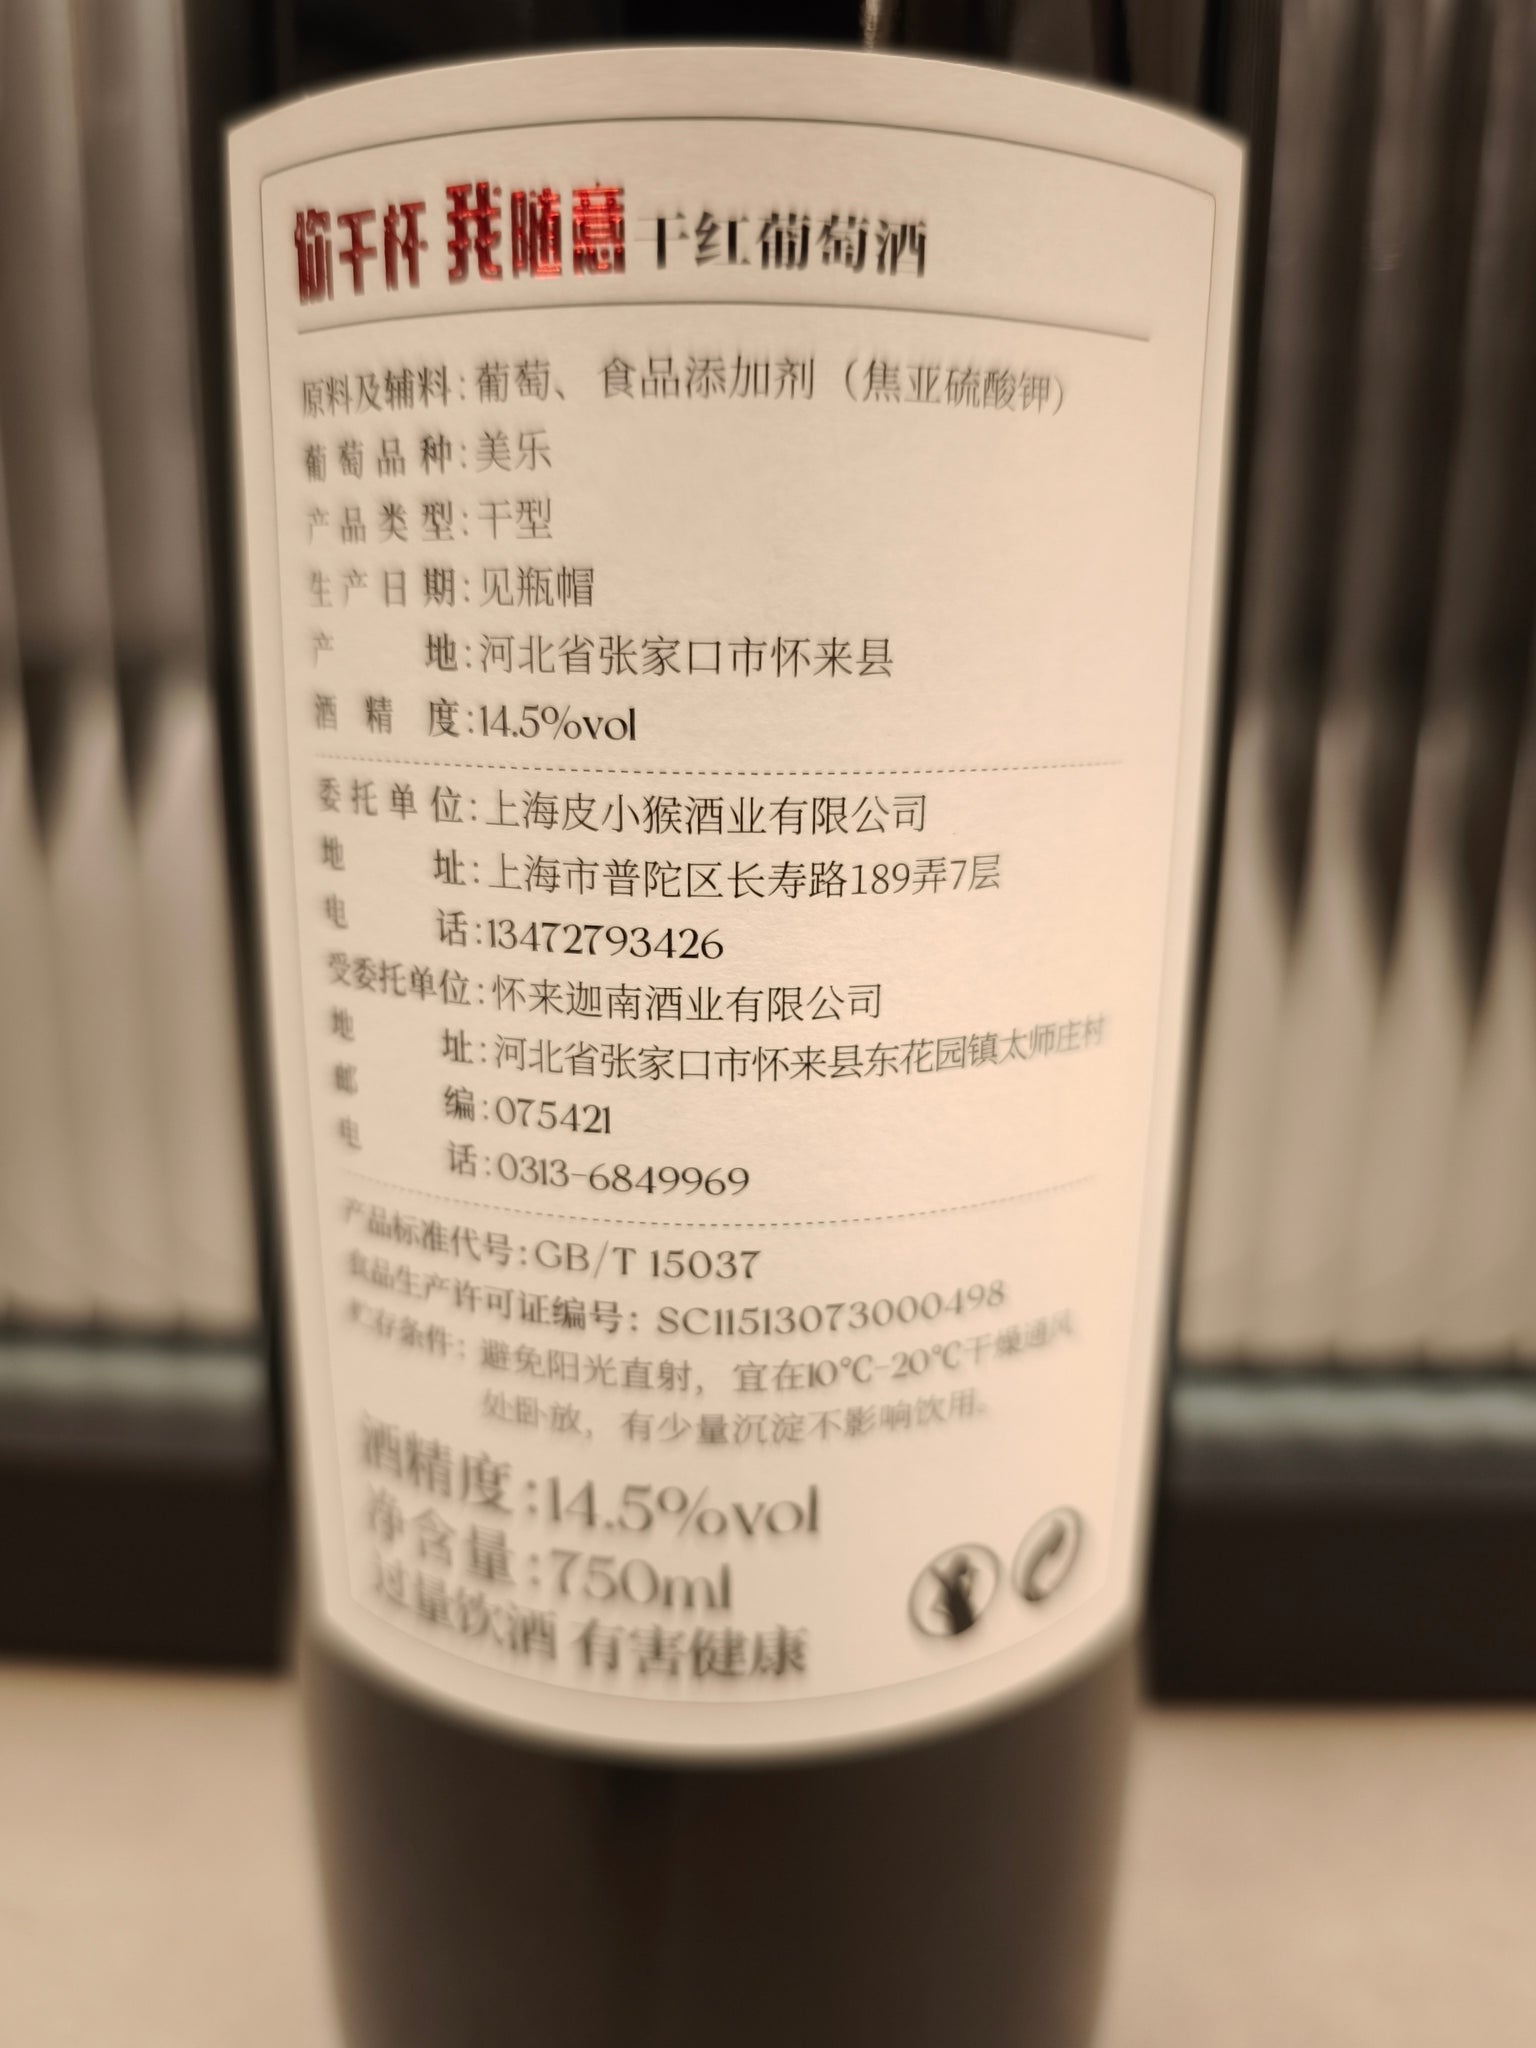 你干杯 我随意 干红葡萄酒
原料及辅料：葡萄、食品添加剂（焦亚硫酸钾）
葡萄品种：美乐
产品类型：干型
生产日期：见瓶帽
产地：河北省张家口市怀来县
酒精度：14.5%vol
委托单位：上海皮小猴酒业有限公司
地址：上海市普陀区长寿路189弄7层
电话：13472793426
受委托单位：怀来迦南酒业有限公司
地址：河北省张家口市怀来县东花园镇太师庄村
邮编：075421
电话：0313-6849969
产品标准代号：GB/T 15037
食品生产许可证编号：SC11513073000498
贮存条件：避免阳光直射，宜在10℃-20℃干燥通风
处卧放，有少量沉淀不影响饮用。
酒精度：14.5%vol
净含量：750ml
过量饮酒 有害健康